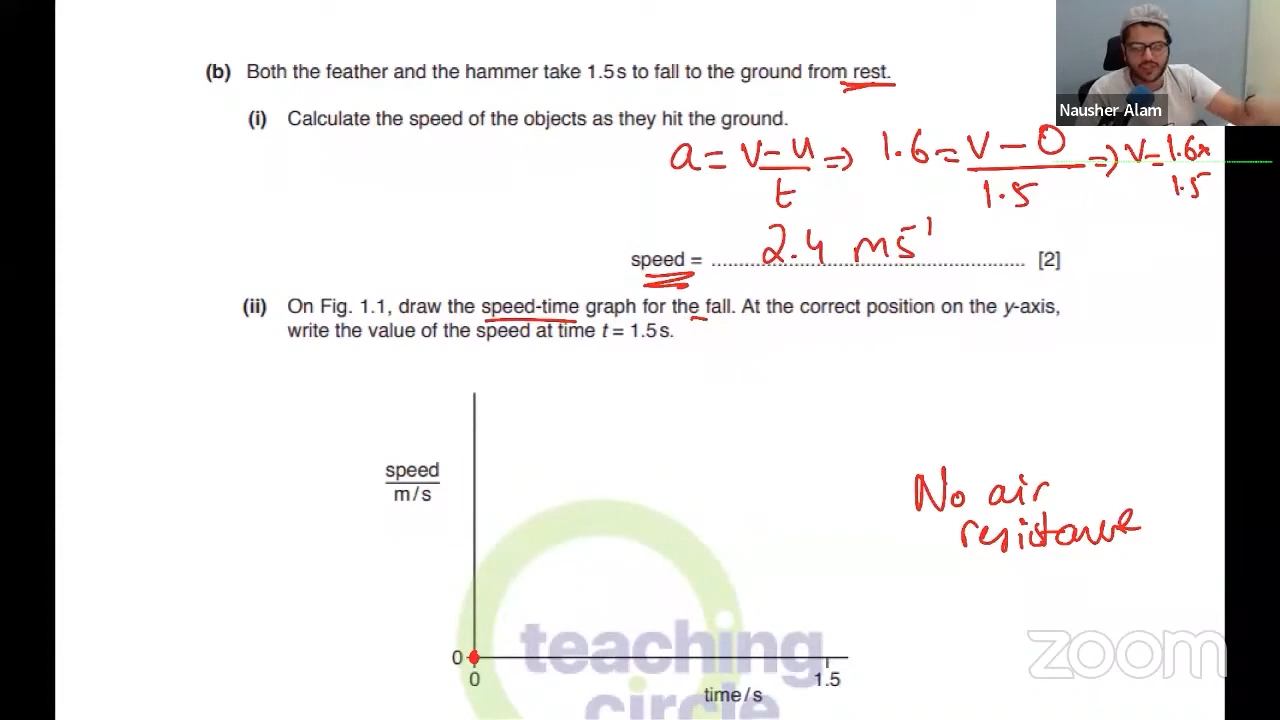 (b) Both the feather and the hammer take 1.5 s to fall to the ground from rest.
Nausher Alam
(i) Calculate the speed of the objects as they hit the ground.
a = v - u / t => 1.6 = v - 0 / 1.5 => v = 1.6 x 1.5
speed = 2.4 ms⁻¹ [2]
(ii) On Fig. 1.1, draw the speed-time graph for the fall. At the correct position on the y-axis,
write the value of the speed at time t = 1.5 s.
speed
m/s
No air
resistance
0
0
1.5
time/s
teaching
circle
zoom